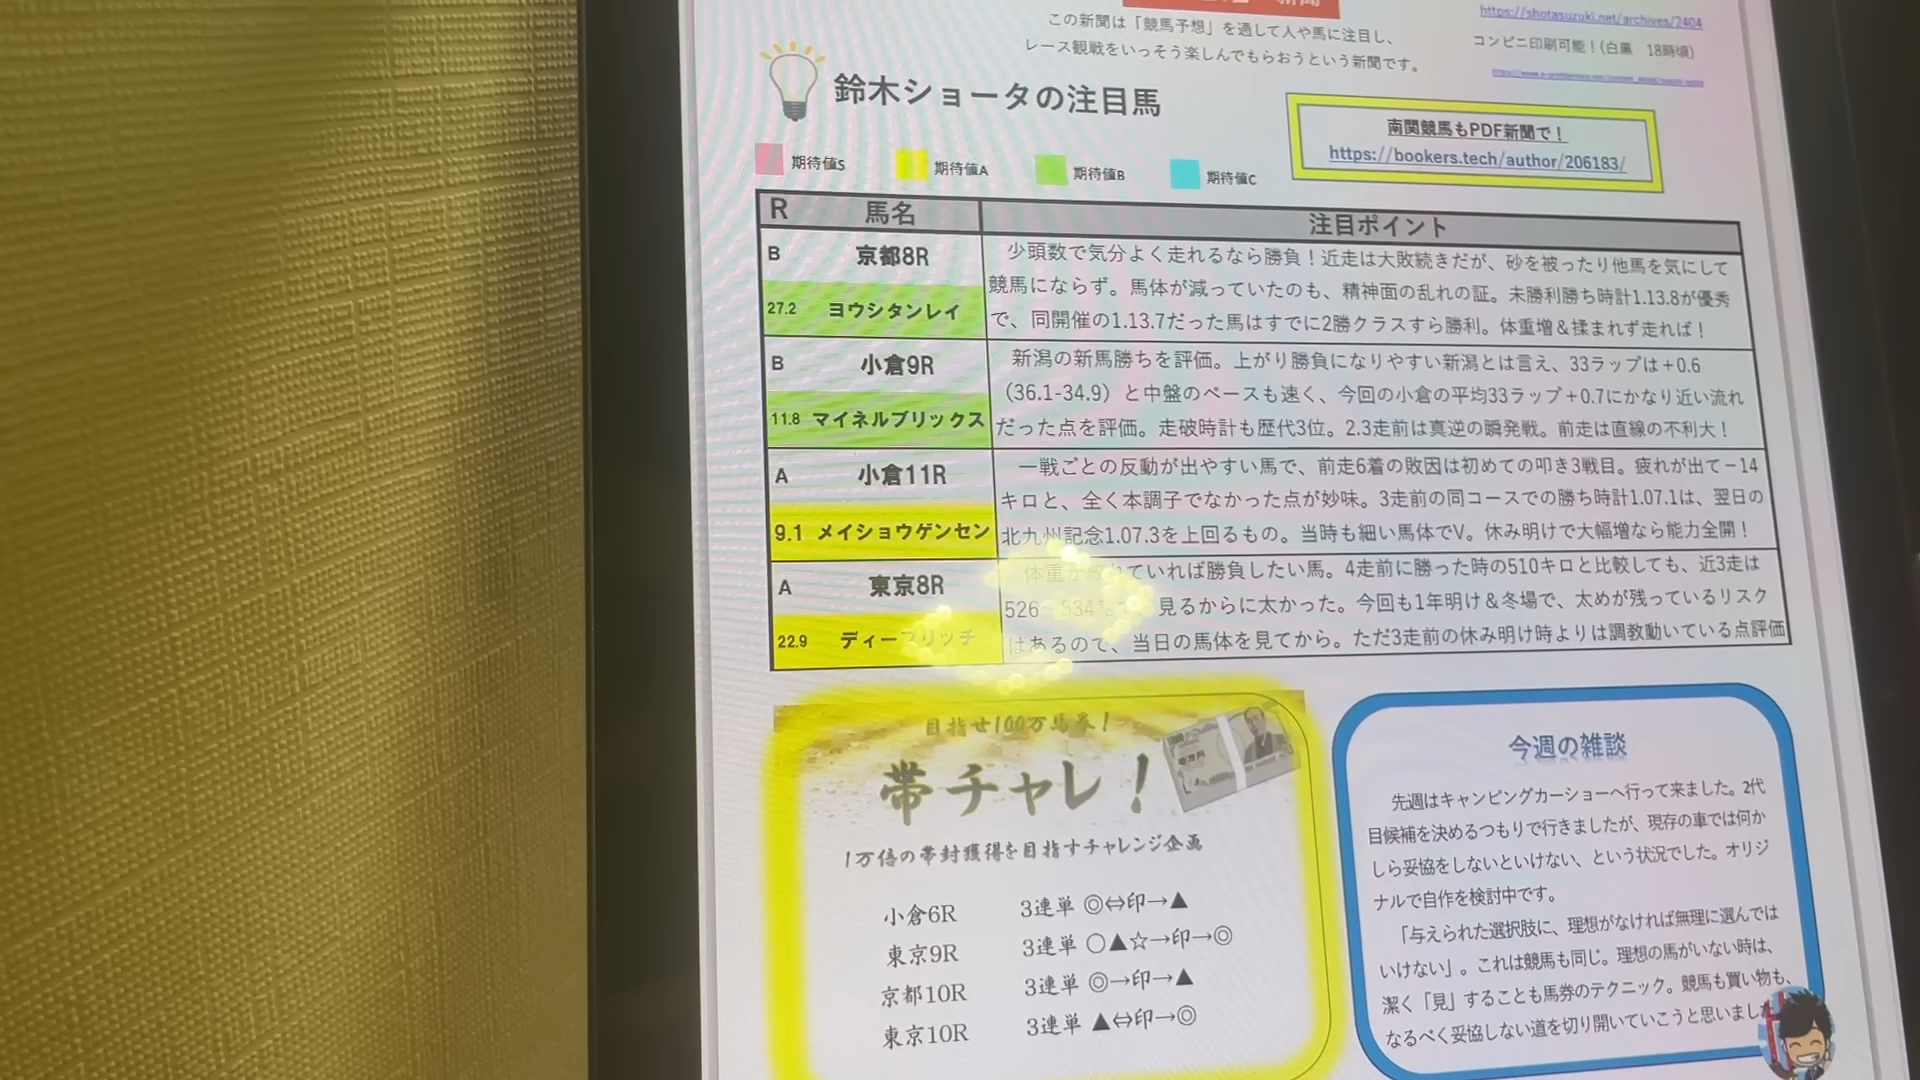 この新聞は「競馬予想」を通して人や馬に注目し、
レース観戦をいっそう楽しんでもらおうという新聞です。
https://shotasuzuki.net/archives/2404
コンビニ印刷可能！(白黒 18時頃)
鈴木ショータの注目馬
南関競馬もPDF新聞で！
https://bookers.tech/author/206183/
期待値S 期待値A 期待値B 期待値C
R 馬名 注目ポイント
B 京都8R
27.2 ヨウシタンレイ
少頭数で気分よく走れるなら勝負！近走は大敗続きだが、砂を被ったり他馬を気にして
競馬にならず。馬体が減っていたのも、精神面の乱れの証。未勝利勝ち時計1.13.8が優秀
で、同開催の1.13.7だった馬はすでに2勝クラスすら勝利。体重増＆揉まれず走れば！
B 小倉9R
11.8 マイネルブリックス
新潟の新馬勝ちを評価。上がり勝負になりやすい新潟とは言え、33ラップは＋0.6
（36.1-34.9）と中盤のペースも速く、今回の小倉の平均33ラップ＋0.7にかなり近い流れ
だった点を評価。走破時計も歴代3位。2.3走前は真逆の瞬発戦。前走は直線の不利大！
A 小倉11R
9.1 メイショウゲンセン
一戦ごとの反動が出やすい馬で、前走6着の敗因は初めての叩き3戦目。疲れが出て－14
キロと、全く本調子でなかった点が妙味。3走前の同コースでの勝ち時計1.07.1は、翌日の
北九州記念1.07.3を上回るもの。当時も細い馬体でV。休み明けで大幅増なら能力全開！
A 東京8R
22.9 ディープリッチ
体重が ていれば勝負したい馬。4走前に勝った時の510キロと比較しても、近3走は
526 534 見るからに太かった。今回も1年明け＆冬場で、太めが残っているリスク
はあるので、当日の馬体を見てから。ただ3走前の休み明け時よりは調教動いている点評価
目指せ100万馬券！
帯チャレ！
1万倍の帯封獲得を目指すチャレンジ企画
小倉6R 3連単 ◎⇔印→▲
東京9R 3連単 ○▲☆→印→◎
京都10R 3連単 ◎→印→▲
東京10R 3連単 ▲⇔印→◎
今週の雑談
先週はキャンピングカーショーへ行って来ました。2代
目候補を決めるつもりで行きましたが、現存の車では何か
しら妥協をしないといけない、という状況でした。オリジ
ナルで自作を検討中です。
「与えられた選択肢に、理想がなければ無理に選んでは
いけない」。これは競馬も同じ。理想の馬がいない時は、
潔く「見」することも馬券のテクニック。競馬も買い物も、
なるべく妥協しない道を切り開いていこうと思いまし